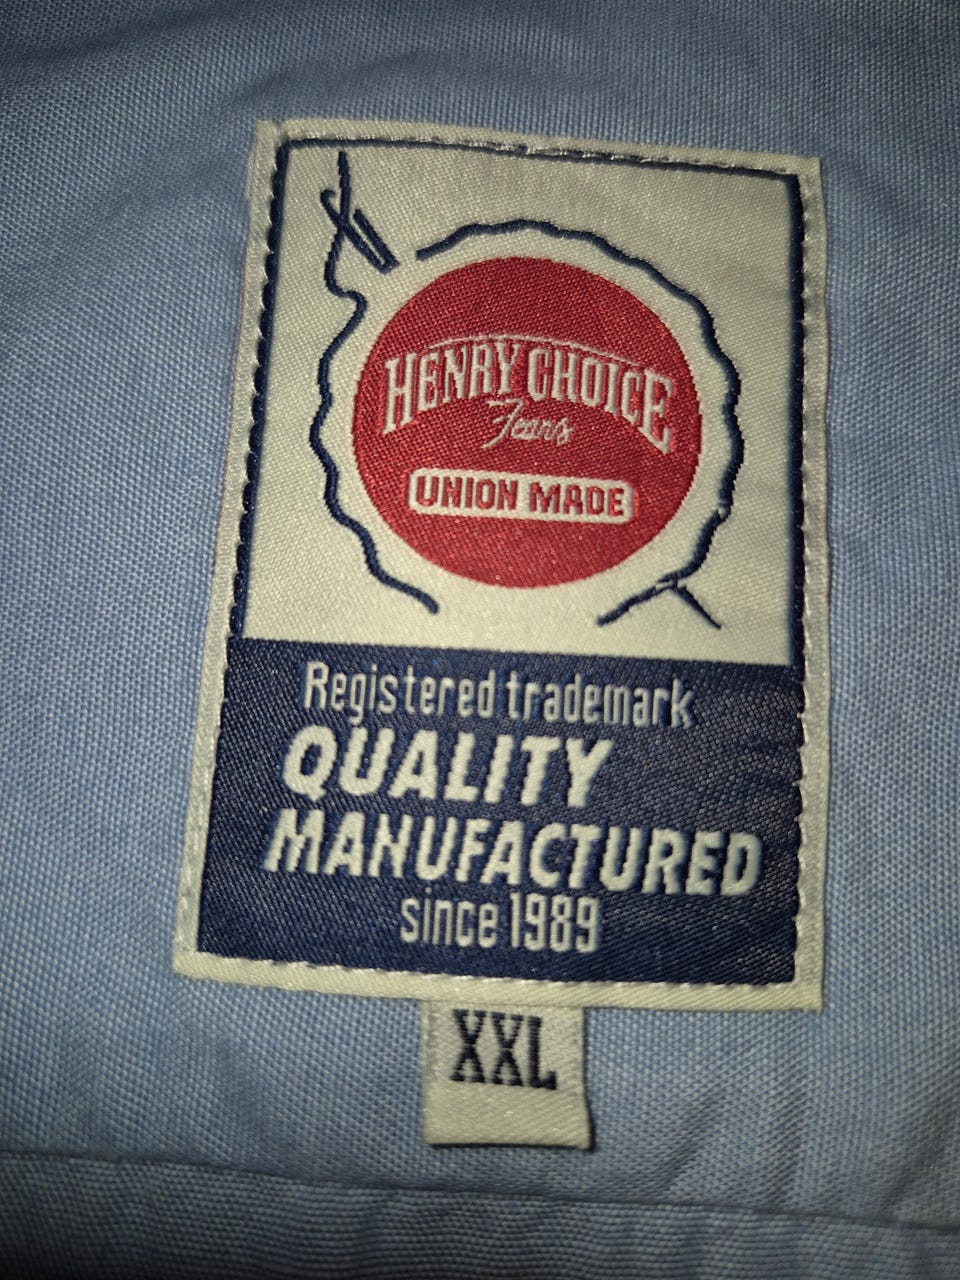 HENRY CHOICE
Jeans
UNION MADE
Registered trademark
QUALITY
MANUFACTURED
since 1989
XXL